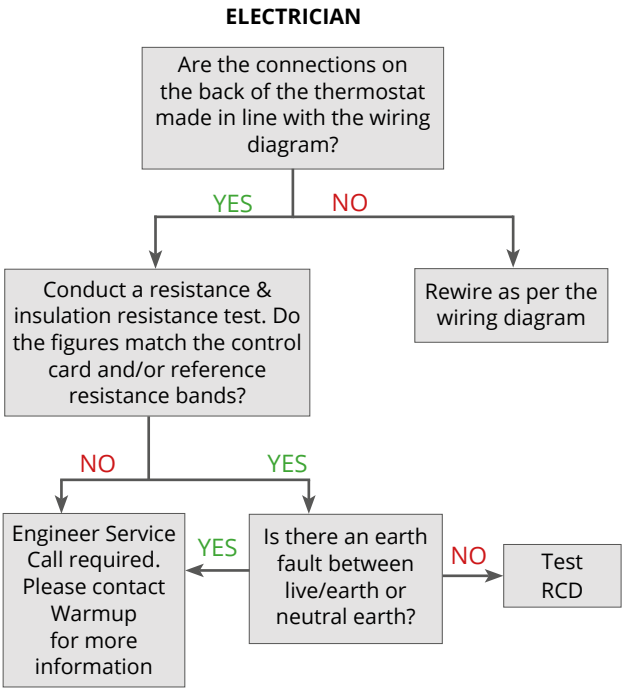 ELECTRICIAN
Are the connections on
the back of the thermostat
made in line with the wiring
diagram?
YES
NO
Conduct a resistance &
insulation resistance test. Do
the figures match the control
card and/or reference
resistance bands?
Rewire as per the
wiring diagram
NO
YES
Engineer Service
Call required.
Please contact
Warmup
for more
information
YES
Is there an earth
fault between
live/earth or
neutral earth?
NO
Test
RCD